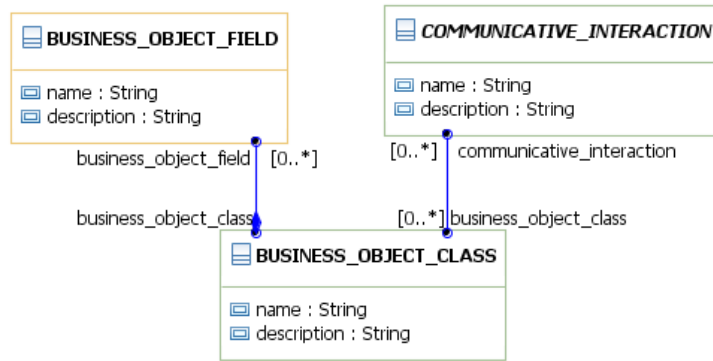 BUSINESS_OBJECT_FIELD
name : String
description : String
COMMUNICATIVE_INTERACTION
name : String
description : String
business_object_field [0..*]
[0..*] communicative_interaction
business_object_class
[0..*] business_object_class
BUSINESS_OBJECT_CLASS
name : String
description : String